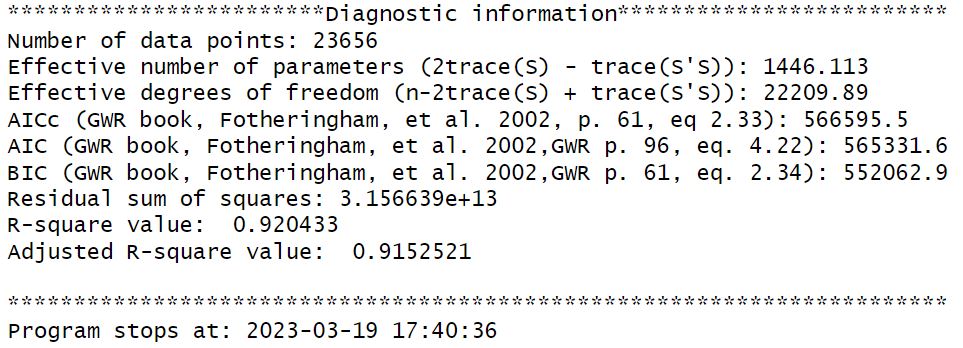 ************************Diagnostic information*************************
Number of data points: 23656
Effective number of parameters (2trace(S) - trace(S'S)): 1446.113
Effective degrees of freedom (n-2trace(S) + trace(S'S)): 22209.89
AICc (GWR book, Fotheringham, et al. 2002, p. 61, eq 2.33): 566595.5
AIC (GWR book, Fotheringham, et al. 2002,GWR p. 96, eq. 4.22): 565331.6
BIC (GWR book, Fotheringham, et al. 2002,GWR p. 61, eq. 2.34): 552062.9
Residual sum of squares: 3.156639e+13
R-square value:  0.920433
Adjusted R-square value:  0.9152521
***********************************************************************
Program stops at: 2023-03-19 17:40:36